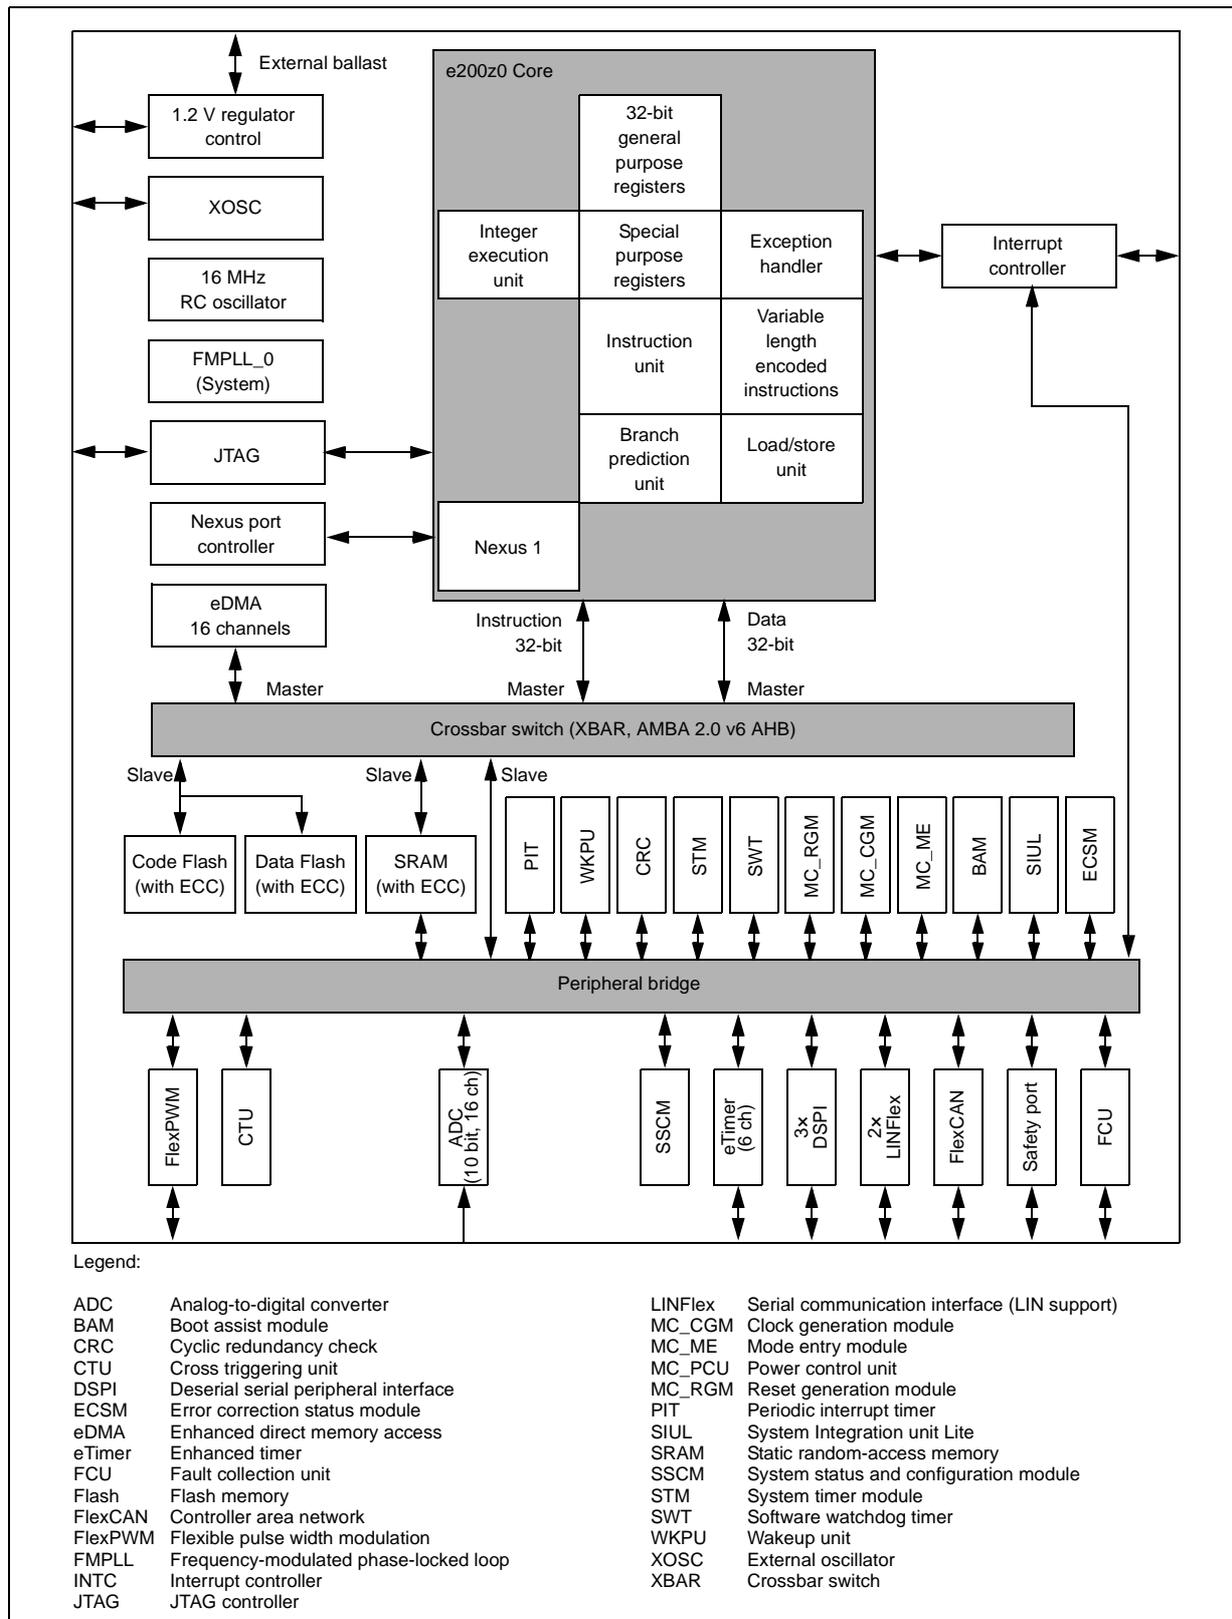 External ballast
e200z0 Core
1.2 V regulator
control
32-bit
general
purpose
registers
XOSC
Integer
execution
unit
Special
purpose
registers
Exception
handler
Interrupt
controller
16 MHz
RC oscillator
Instruction
unit
Variable
length
encoded
instructions
FMPLL_0
(System)
JTAG
Branch
prediction
unit
Load/store
unit
Nexus port
controller
Nexus 1
eDMA
16 channels
Instruction
32-bit
Data
32-bit
Master
Master
Master
Crossbar switch (XBAR, AMBA 2.0 v6 AHB)
Slave
Slave
Slave
Code Flash
(with ECC)
Data Flash
(with ECC)
SRAM
(with ECC)
PIT
WKPU
CRC
STM
SWT
MC_RGM
MC_CGM
MC_ME
BAM
SIUL
ECSM
Peripheral bridge
FlexPWM
CTU
ADC
(10 bit, 16 ch)
SSCM
eTimer
(6 ch)
3×
DSPI
2×
LINFlex
FlexCAN
Safety port
FCU
Legend:
ADC Analog-to-digital converter
BAM Boot assist module
CRC Cyclic redundancy check
CTU Cross triggering unit
DSPI Deserial serial peripheral interface
ECSM Error correction status module
eDMA Enhanced direct memory access
eTimer Enhanced timer
FCU Fault collection unit
Flash Flash memory
FlexCAN Controller area network
FlexPWM Flexible pulse width modulation
FMPLL Frequency-modulated phase-locked loop
INTC Interrupt controller
JTAG JTAG controller
LINFlex Serial communication interface (LIN support)
MC_CGM Clock generation module
MC_ME Mode entry module
MC_PCU Power control unit
MC_RGM Reset generation module
PIT Periodic interrupt timer
SIUL System Integration unit Lite
SRAM Static random-access memory
SSCM System status and configuration module
STM System timer module
SWT Software watchdog timer
WKPU Wakeup unit
XOSC External oscillator
XBAR Crossbar switch